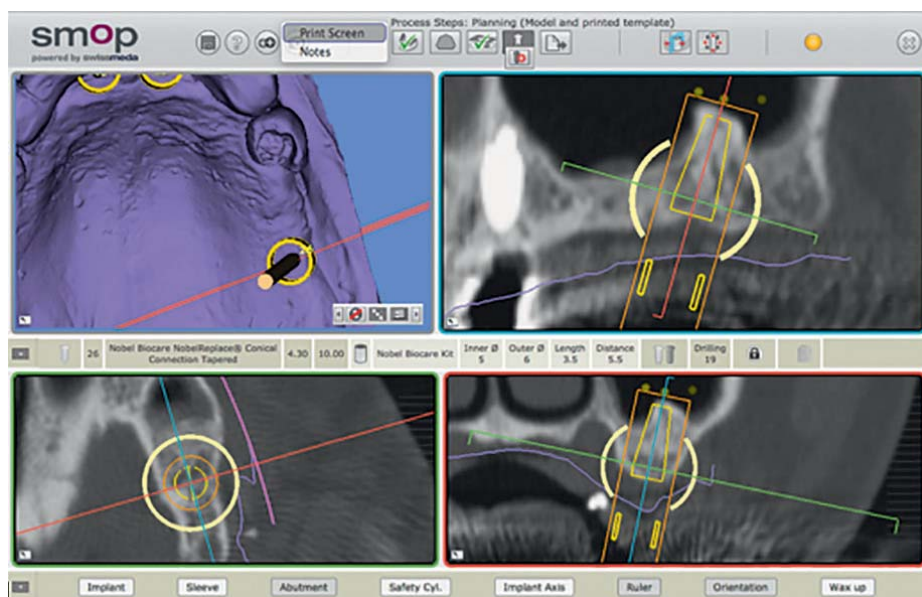 smop
powered by swissmeda
Process Steps: Planning (Model and printed template)
Print Screen
Notes
26
Nobel Biocare NobelReplace® Conical
Connection Tapered
4.30
10.00
Nobel Biocare Kit
Inner Ø
5
Outer Ø
6
Length
3.5
Distance
5.5
Drilling
19
Implant
Sleeve
Abutment
Safety Cyl.
Implant Axis
Ruler
Orientation
Wax up